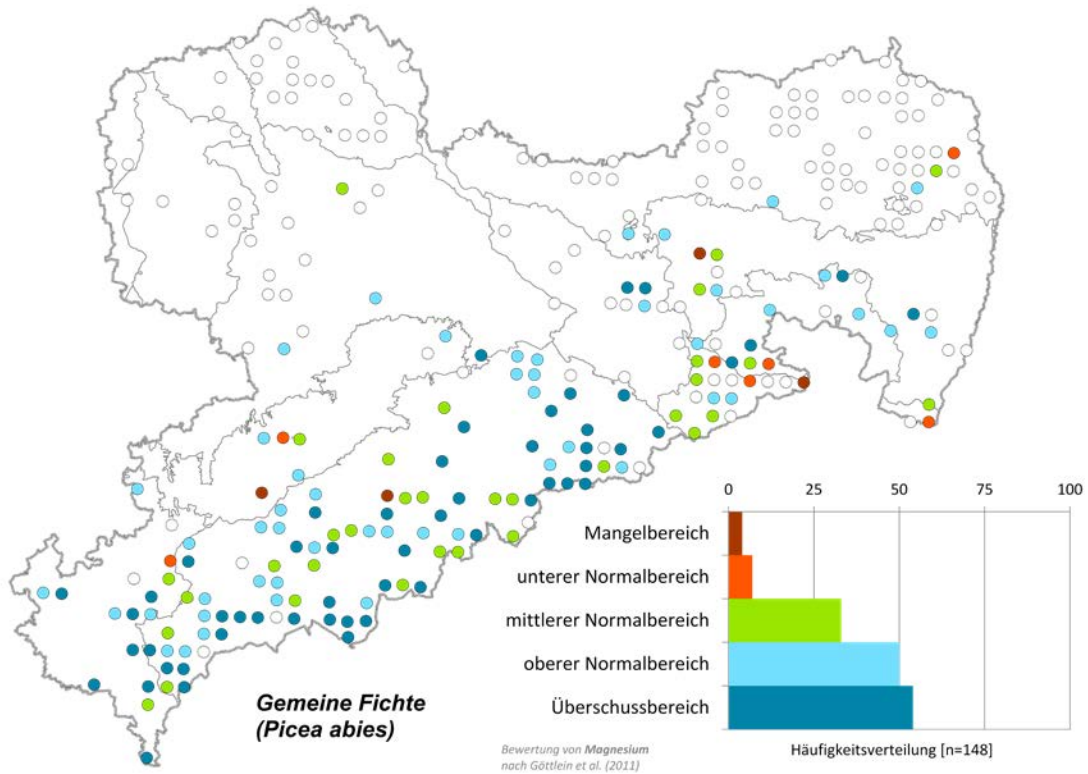 0 25 50 75 100
Mangelbereich
unterer Normalbereich
mittlerer Normalbereich
oberer Normalbereich
Überschussbereich
Gemeine Fichte
(Picea abies)
Bewertung von Magnesium
nach Göttlein et al. (2011)
Häufigkeitsverteilung [n=148]